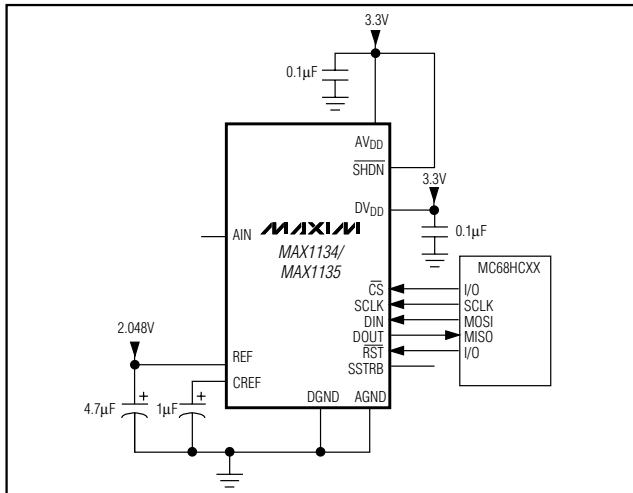 3.3V
0.1μF
AVDD
SHDN
3.3V
DVDD
0.1μF
AIN
MAXIM
MAX1134/
MAX1135
MC68HCXX
CS
I/O
SCLK
SCLK
DIN
MOSI
DOUT
MISO
RST
I/O
SSTRB
2.048V
REF
CREF
4.7μF
+
1μF
+
DGND
AGND